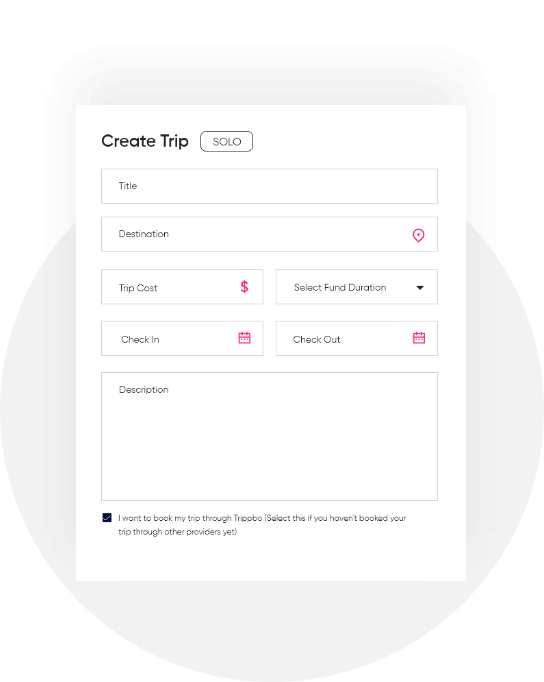 Create Trip SOLO
Title
Destination
Trip Cost $ Select Fund Duration
Check In Check Out
Description
I want to book my trip through Trippbo (Select this if you haven't booked your
trip through other providers yet)